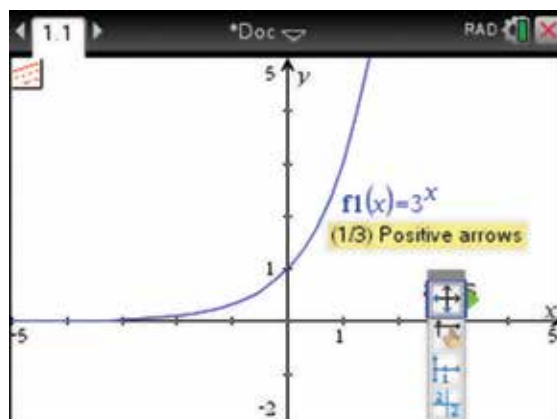 1.1 *Doc RAD
5 y
f1(x)=3^x
(1/3) Positive arrows
1
x
-5 1 5
-2